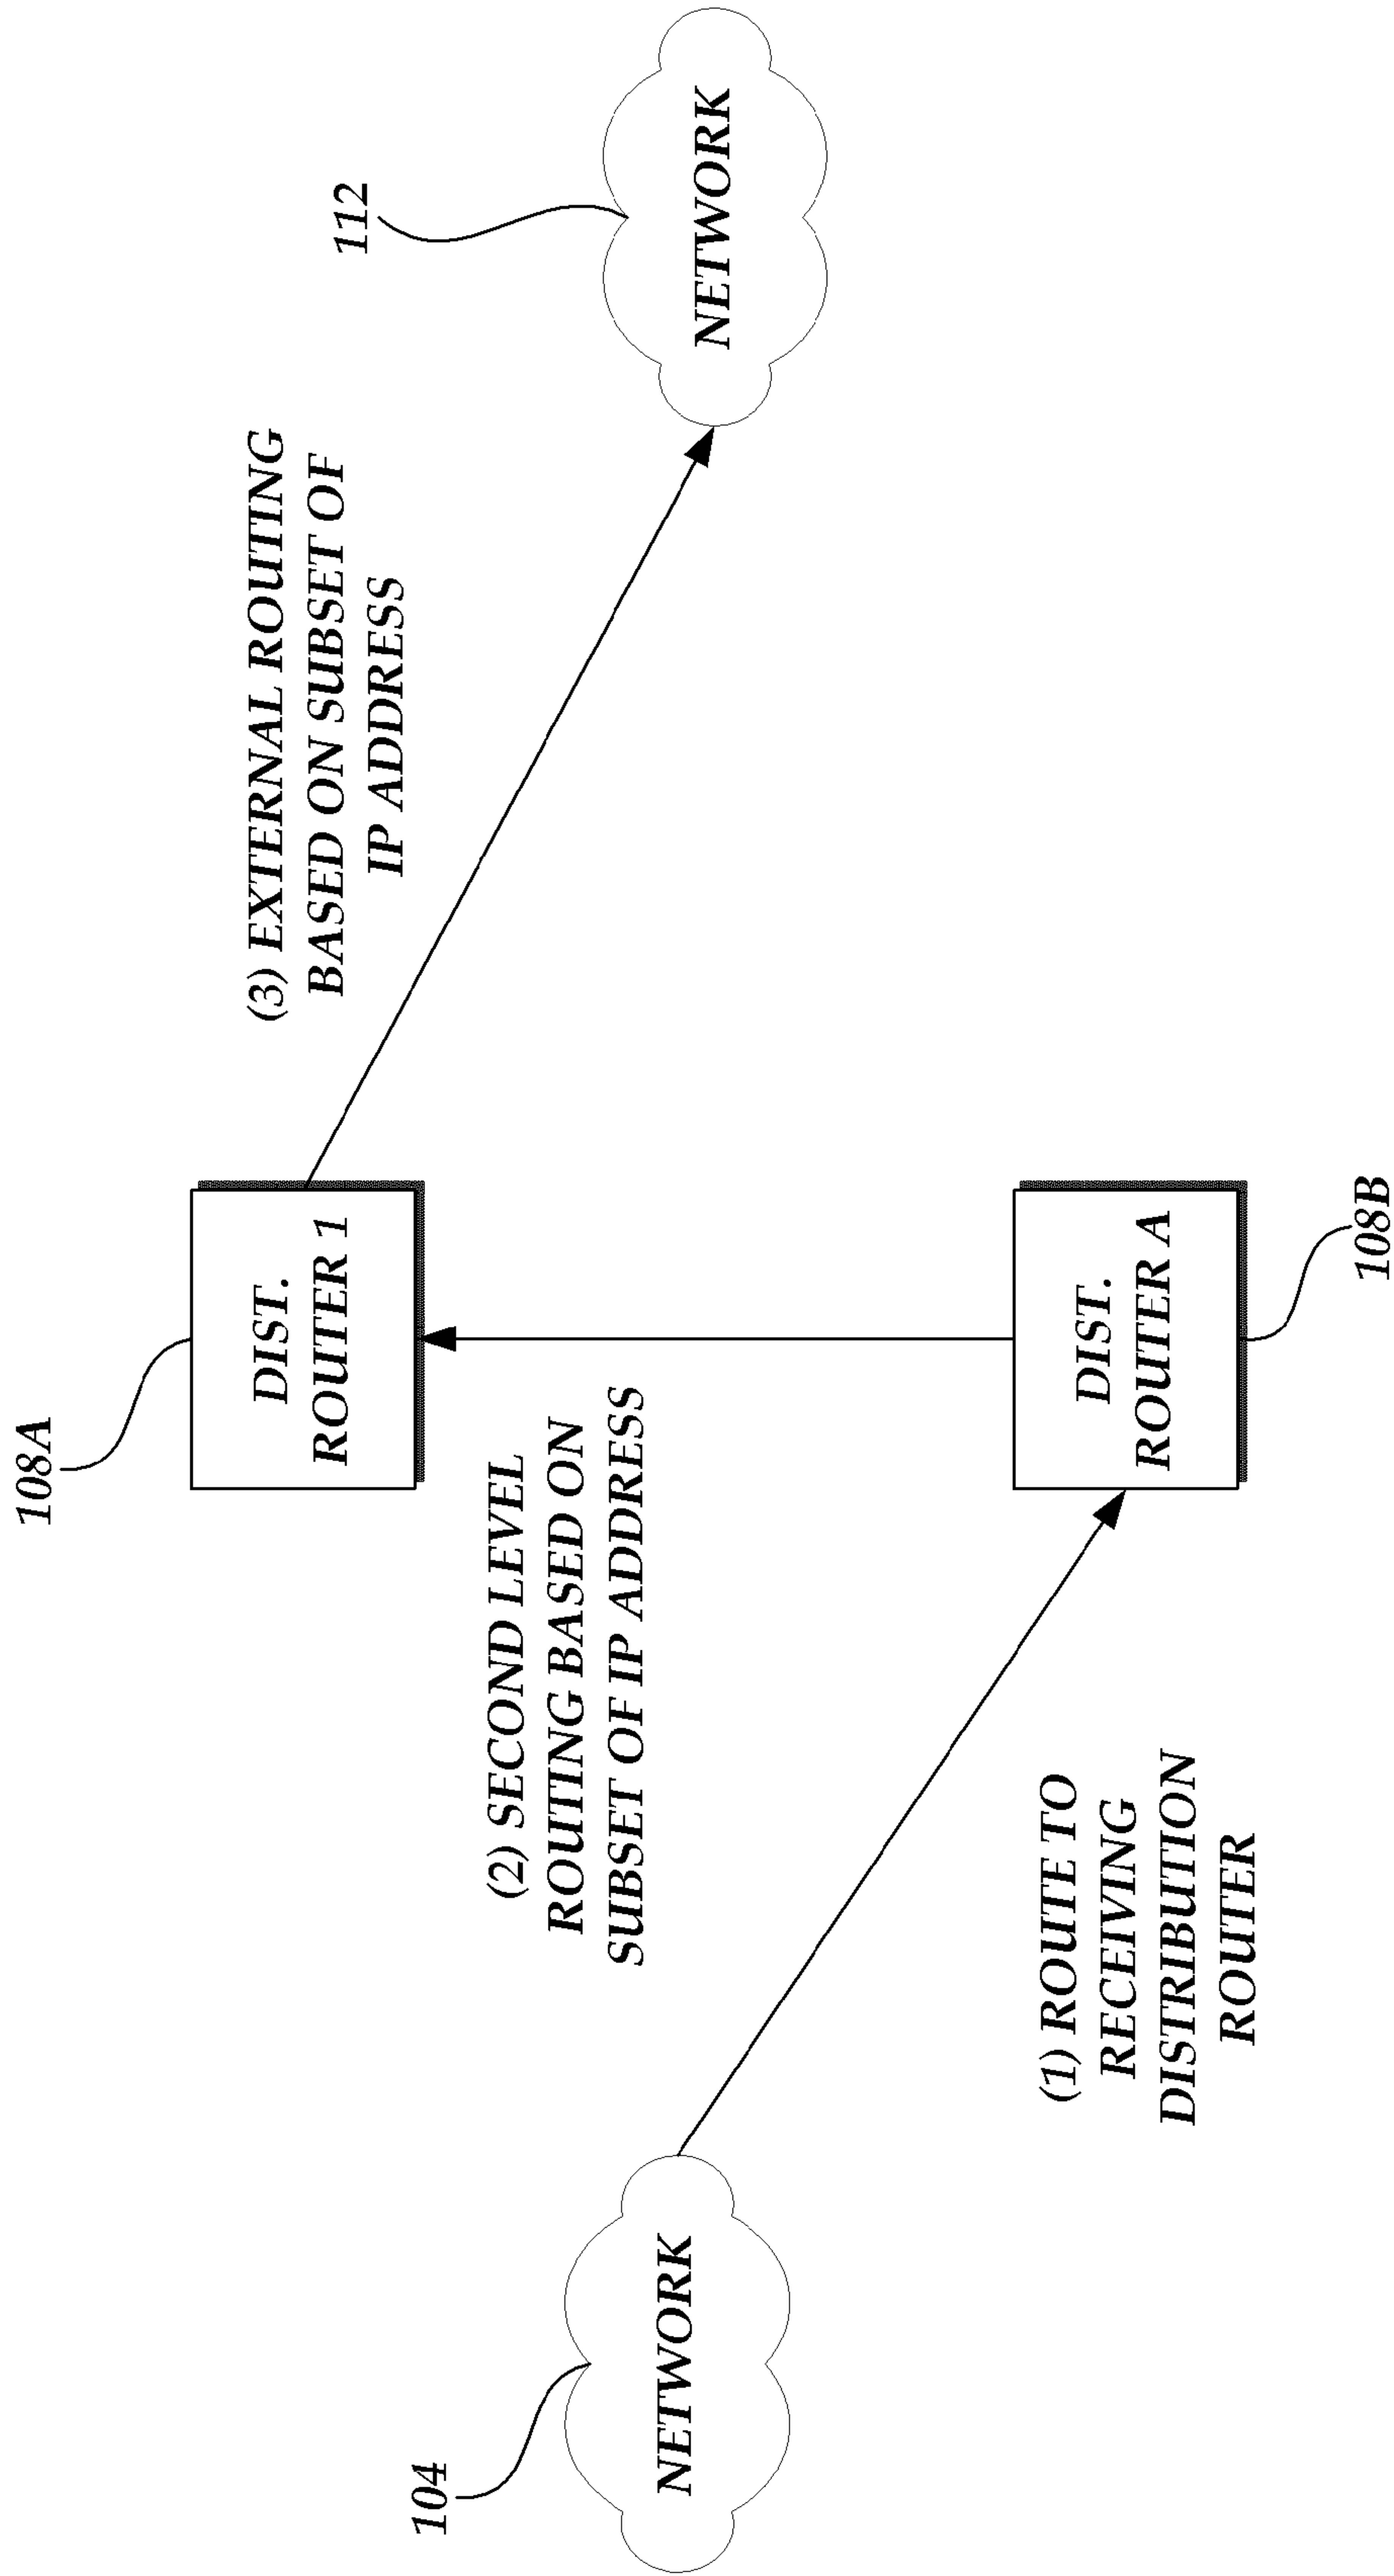 108A
DIST.
ROUTER 1
(3) EXTERNAL ROUTING
BASED ON SUBSET OF
IP ADDRESS
112
NETWORK
(2) SECOND LEVEL
ROUTING BASED ON
SUBSET OF IP ADDRESS
104
NETWORK
(1) ROUTE TO
RECEIVING
DISTRIBUTION
ROUTER
DIST.
ROUTER A
108B